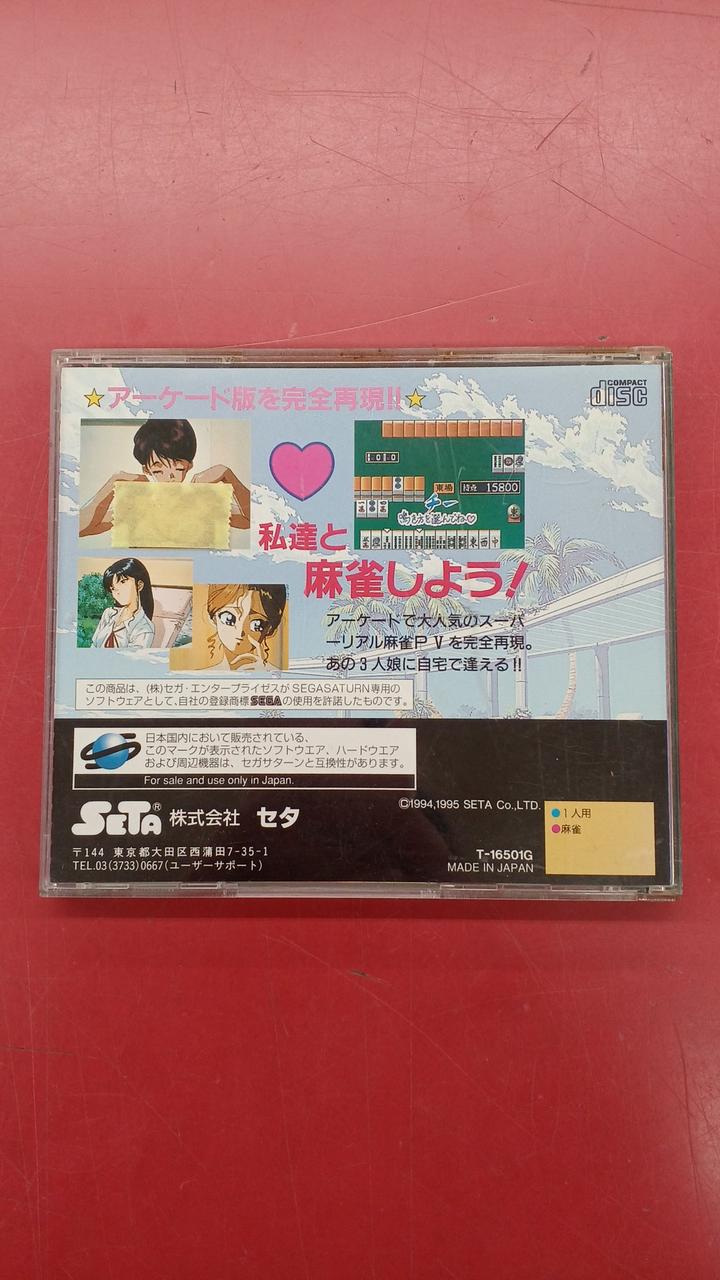 ★アーケード版を完全再現!!★
COMPACT
disc
1010
東場
持点 15800
チー
鳴き方を選んでね♡
私達と
麻雀しよう!
アーケードで大人気のスーパ
ーリアル麻雀PⅤを完全再現。
あの3人娘に自宅で逢える!!
この商品は、(株)セガ・エンタープライゼスがSEGASATURN専用の
ソフトウェアとして、自社の登録商標SEGAの使用を許諾したものです。
日本国内において販売されている、
このマークが表示されたソフトウエア、ハードウエア
および周辺機器は、セガサターンと互換性があります。
For sale and use only in Japan.
SETA® 株式会社 セタ
〒144 東京都大田区西蒲田7-35-1
TEL.03(3733)0667(ユーザーサポート)
©1994,1995 SETA Co.,LTD.
T-16501G
MADE IN JAPAN
●1人用
●麻雀